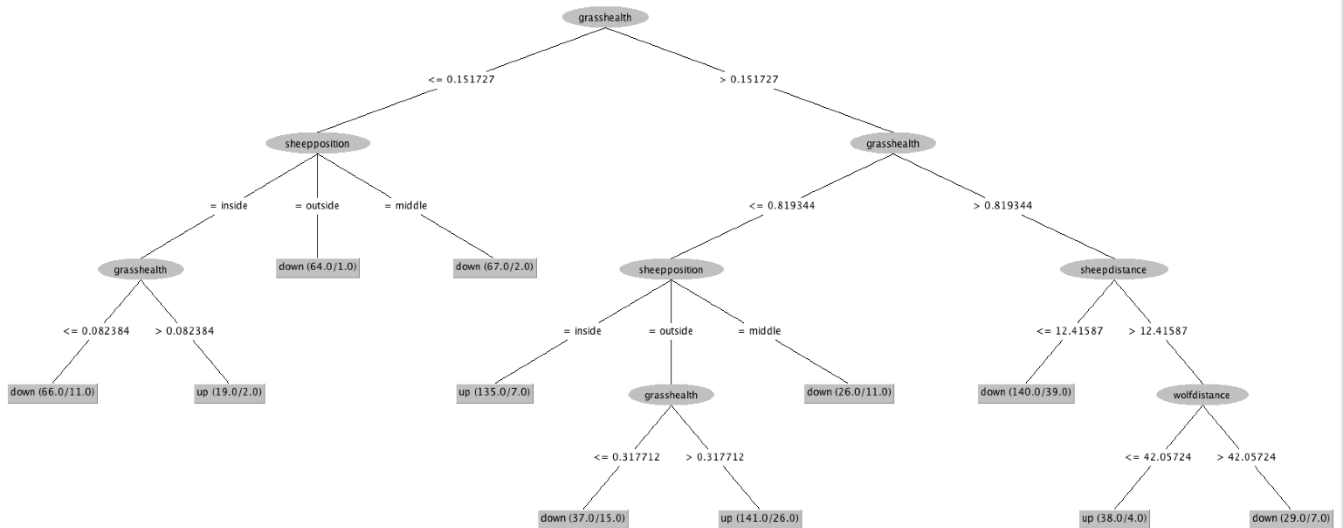 grasshealth
<= 0.151727
> 0.151727
sheepposition
grasshealth
= inside
= outside
= middle
<= 0.819344
> 0.819344
grasshealth
down (64.0/1.0)
down (67.0/2.0)
sheepposition
sheepdistance
<= 0.082384
> 0.082384
= inside
= outside
= middle
<= 12.41587
> 12.41587
down (66.0/11.0)
up (19.0/2.0)
up (135.0/7.0)
grasshealth
down (26.0/11.0)
down (140.0/39.0)
wolfdistance
<= 0.317712
> 0.317712
<= 42.05724
> 42.05724
down (37.0/15.0)
up (141.0/26.0)
up (38.0/4.0)
down (29.0/7.0)